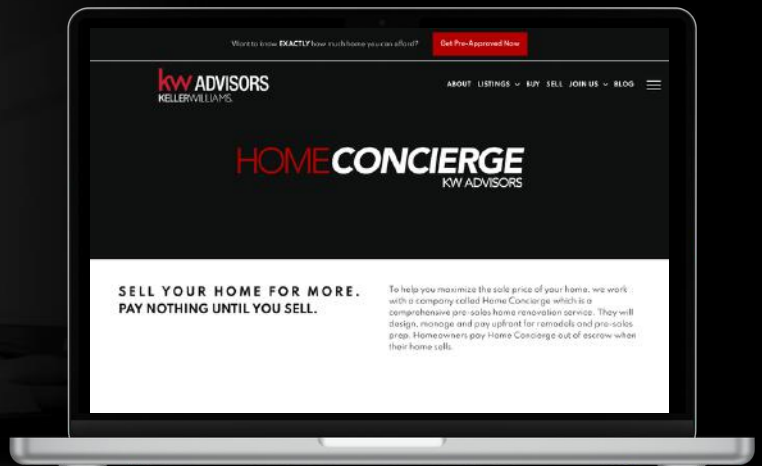 Want to know EXACTLY how much home you can afford?
Get Pre-Approved Now
kw ADVISORS
KELLERWILLIAMS.
ABOUT LISTINGS BUY SELL JOIN US BLOG
HOMECONCIERGE
KW ADVISORS
SELL YOUR HOME FOR MORE.
PAY NOTHING UNTIL YOU SELL.
To help you maximize the sale price of your home, we work
with a company called Home Concierge which is a
comprehensive pre-sales home renovation service. They will
design, manage and pay upfront for remodels and pre-sales
prep. Homeowners pay Home Concierge out of escrow when
their home sells.